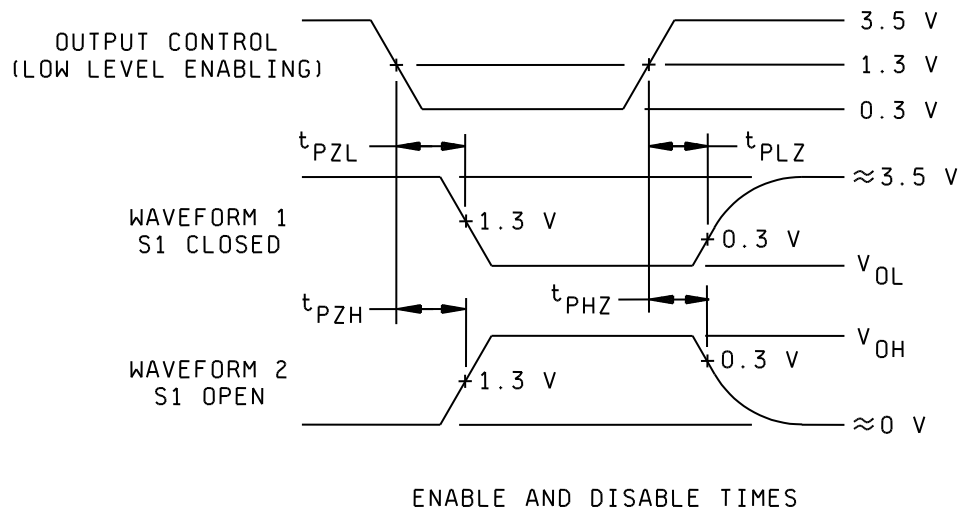 3.5 V
OUTPUT CONTROL
(LOW LEVEL ENABLING)
1.3 V
0.3 V
tPZL
tPLZ
≈3.5 V
WAVEFORM 1
S1 CLOSED
1.3 V
0.3 V
VOL
tPZH
tPHZ
VOH
WAVEFORM 2
S1 OPEN
1.3 V
0.3 V
≈0 V
ENABLE AND DISABLE TIMES